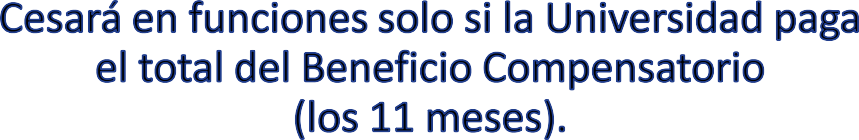 Cesará en funciones solo si la Universidad paga
el total del Beneficio Compensatorio
(los 11 meses).